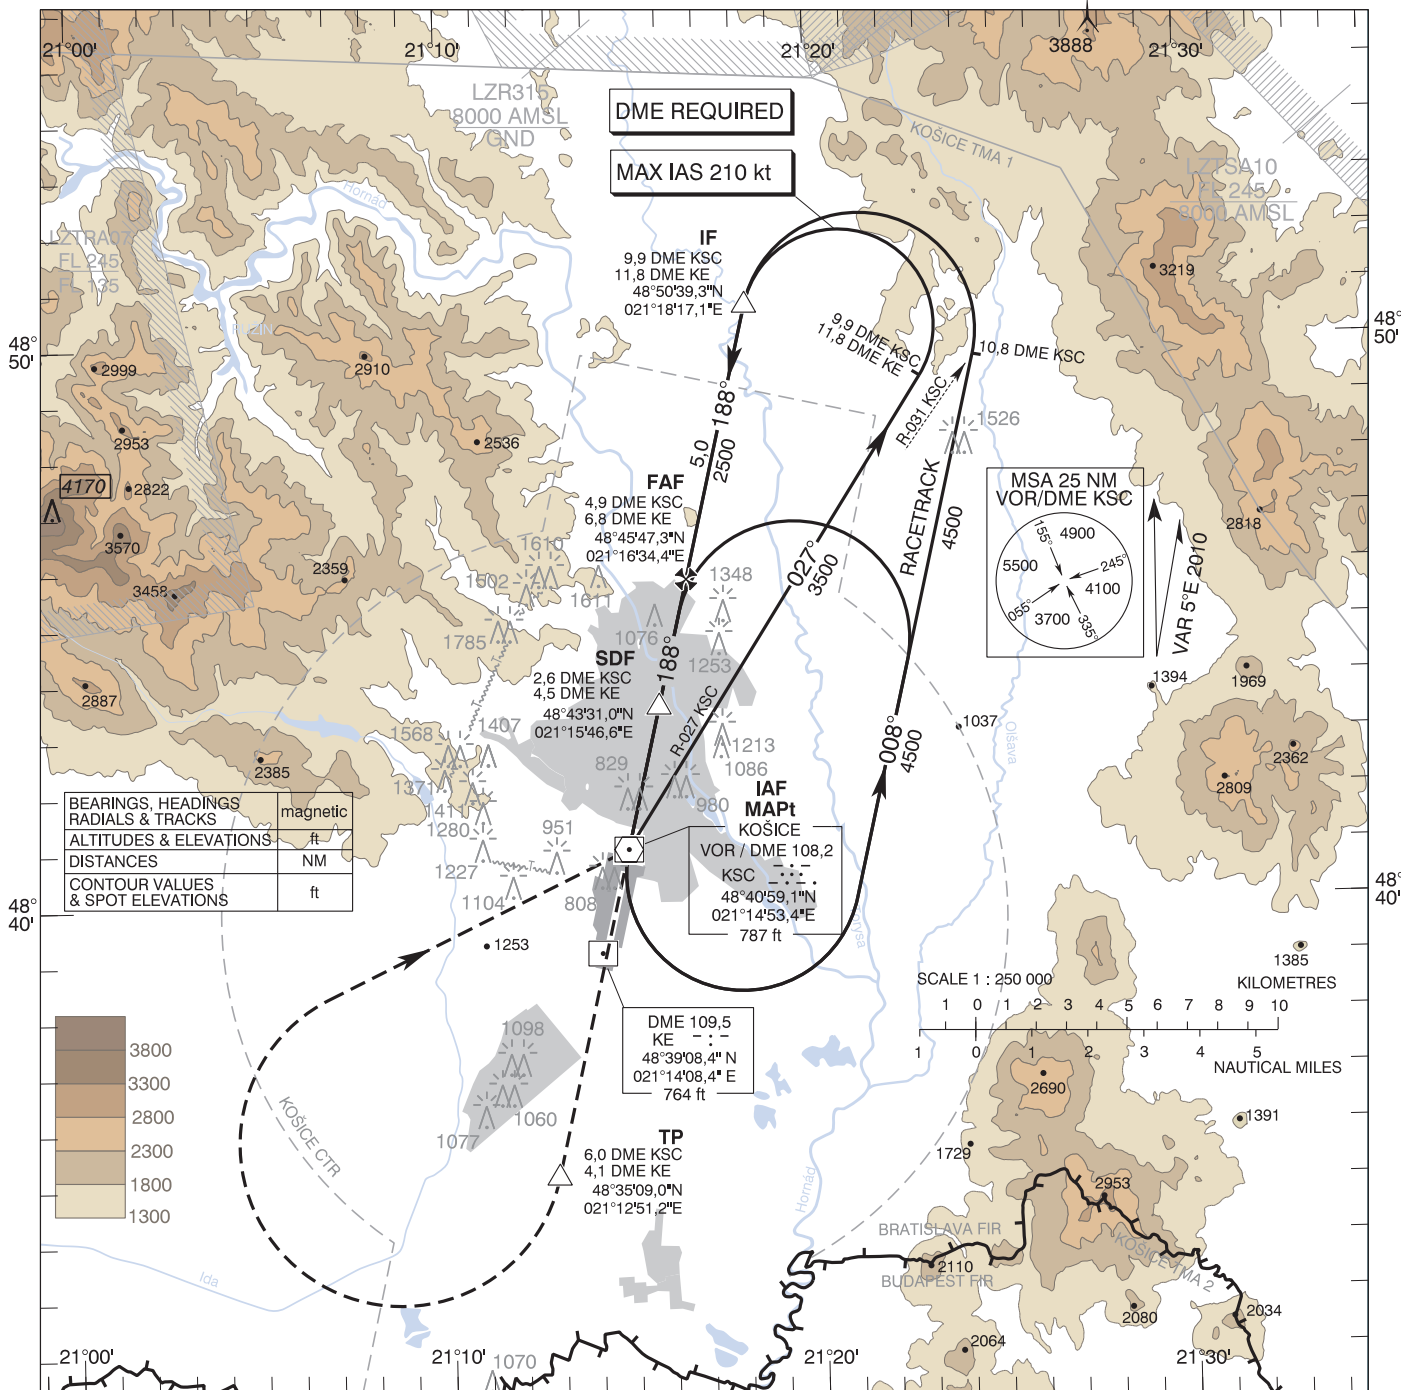 21°00'
21°10'
21°20'
3888
21°30'
LZR315
8000 AMSL
GND
DME REQUIRED
MAX IAS 210 kt
KOŠICE TMA 1
LZTSA10
FL 245
8000 AMSL
Hornád
LZTRA07
FL 245
FL 135
RUŽÍN
IF
9,9 DME KSC
11,8 DME KE
48°50'39,3"N
021°18'17,1"E
3219
48°
50'
48°
50'
9,9 DME KSC
11,8 DME KE
10,8 DME KSC
R-031 KSC
2999
2910
2953
2536
2822
4170
3570
3458
2359
2887
2385
188°
5,0
2500
1526
RACETRACK
4500
MSA 25 NM
VOR/DME KSC
155°
4900
5500
245°
4100
055°
3700
335°
VAR 5°E 2010
2818
FAF
4,9 DME KSC
6,8 DME KE
48°45'47,3"N
021°16'34,4"E
1610
1502
1611
1785
1348
1076
1253
027°
3500
188°
SDF
2,6 DME KSC
4,5 DME KE
48°43'31,0"N
021°15'46,6"E
R-027 KSC
1394
1969
1037
Olšava
2362
2809
1407
1568
1371
1411
1280
1227
1104
951
829
980
1213
1086
808
008°
4500
IAF
MAPt
KOŠICE
VOR / DME 108,2
KSC
48°40'59,1"N
021°14'53,4"E
787 ft
Torysa
BEARINGS, HEADINGS
RADIALS & TRACKS
magnetic
ALTITUDES & ELEVATIONS
ft
DISTANCES
NM
CONTOUR VALUES
& SPOT ELEVATIONS
ft
48°
40'
48°
40'
1253
1385
SCALE 1 : 250 000
KILOMETRES
1 0 1 2 3 4 5 6 7 8 9 10
1 0 1 2 3 4 5
NAUTICAL MILES
DME 109,5
KE
48°39'08,4" N
021°14'08,4" E
764 ft
3800
3300
2800
2300
1800
1300
1098
1060
1077
KOŠICE CTR
TP
6,0 DME KSC
4,1 DME KE
48°35'09,0"N
021°12'51,2"E
2690
1391
1729
2953
Hornád
BRATISLAVA FIR
BUDAPEST FIR
KOŠICE TMA 2
2110
2080
2034
2064
Ida
1070
21°00'
21°10'
21°20'
21°30'